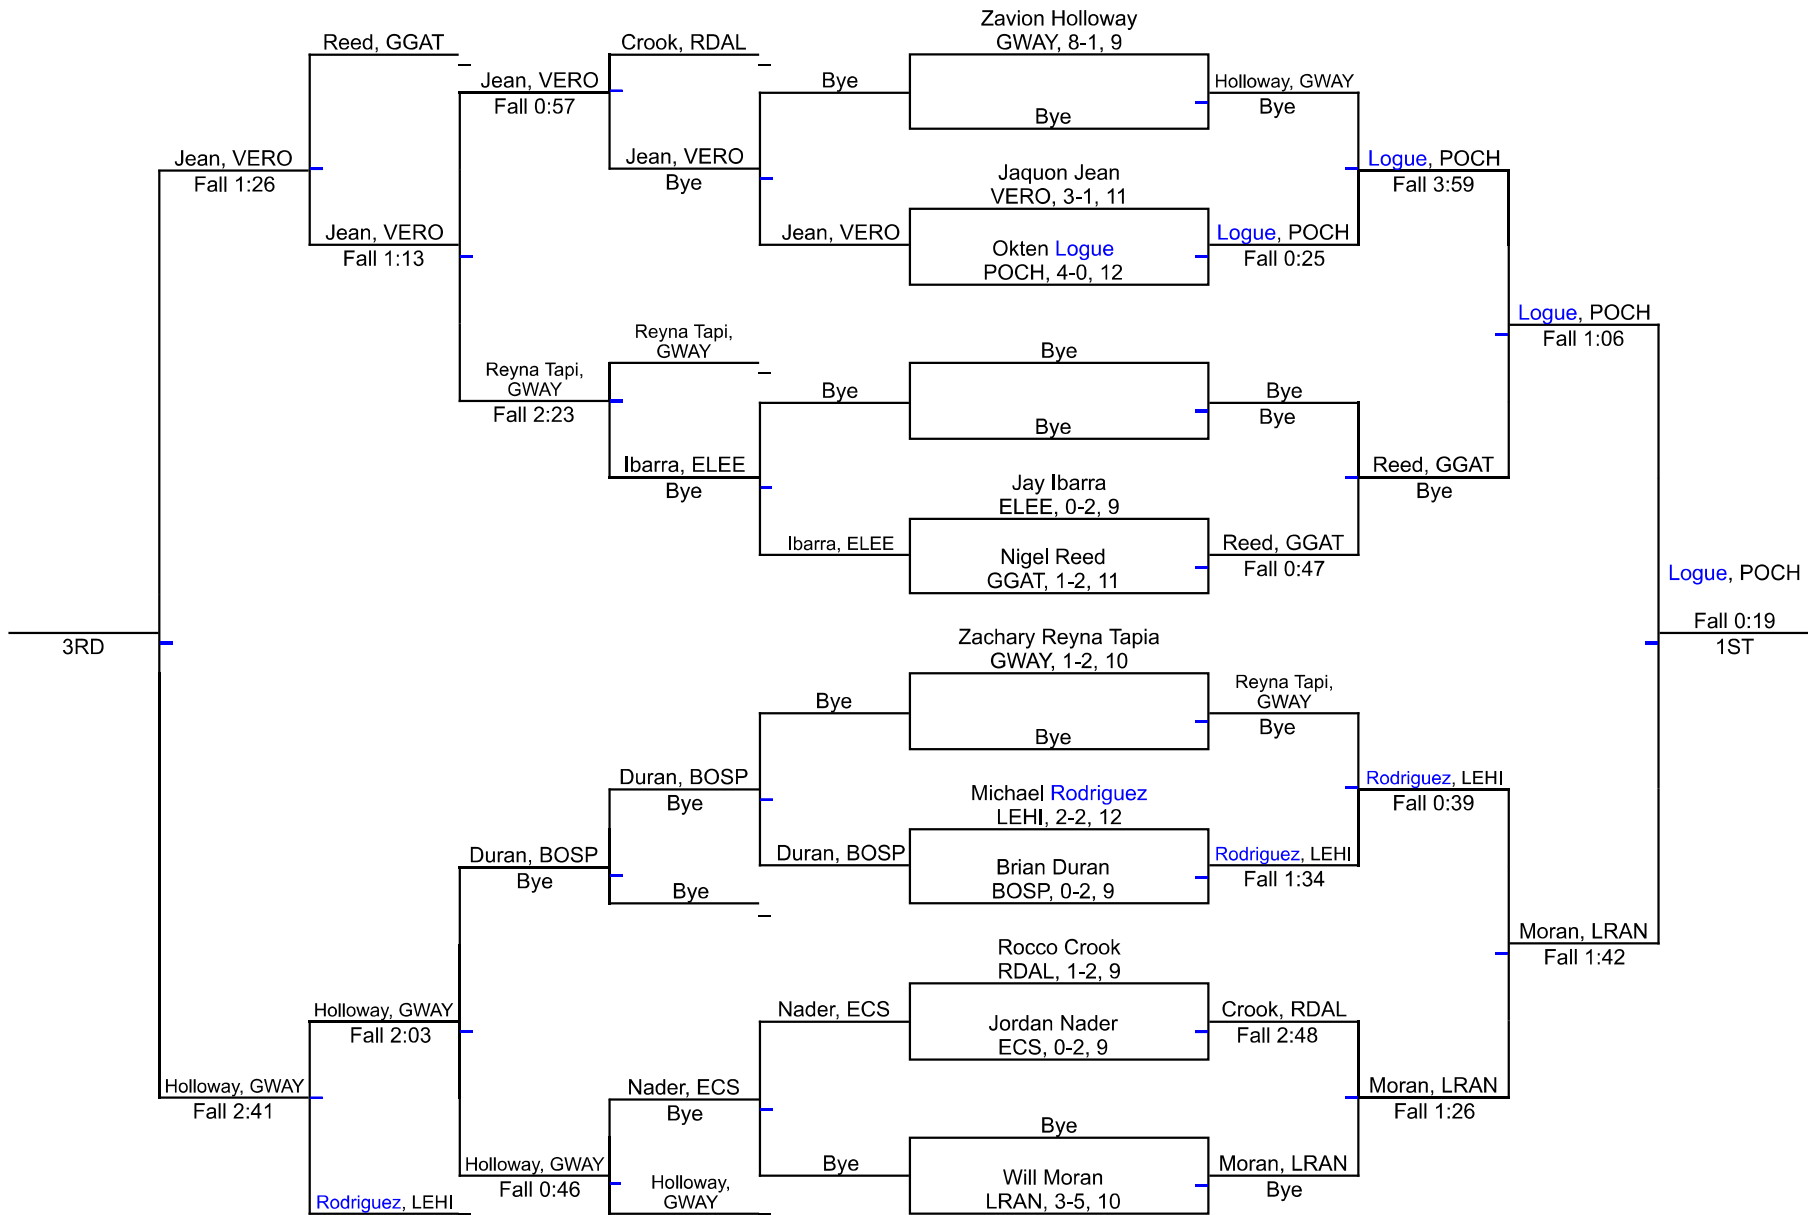 Zavion Holloway
Reed, GGAT
Crook, RDAL
GWAY, 8-1, 9
Jean, VERO
Bye
Holloway, GWAY
Fall 0:57
Bye
Bye
Jean, VERO
Jean, VERO
Logue, POCH
Fall 1:26
Bye
Jaquon Jean
Fall 3:59
VERO, 3-1, 11
Jean, VERO
Jean, VERO
Logue, POCH
Fall 1:13
Okten Logue
Fall 0:25
POCH, 4-0, 12
Logue, POCH
Fall 1:06
Reyna Tapi,
GWAY
Bye
Reyna Tapi,
GWAY
Bye
Bye
Fall 2:23
Bye
Bye
Ibarra, ELEE
Reed, GGAT
Bye
Jay Ibarra
Bye
ELEE, 0-2, 9
Ibarra, ELEE
Reed, GGAT
Nigel Reed
Fall 0:47
GGAT, 1-2, 11
Logue, POCH
Fall 0:19
3RD
Zachary Reyna Tapia
1ST
GWAY, 1-2, 10
Bye
Reyna Tapi,
GWAY
Bye
Bye
Duran, BOSP
Rodriguez, LEHI
Bye
Michael Rodriguez
Fall 0:39
LEHI, 2-2, 12
Duran, BOSP
Duran, BOSP
Rodriguez, LEHI
Bye
Brian Duran
Fall 1:34
Bye
BOSP, 0-2, 9
Moran, LRAN
Rocco Crook
Fall 1:42
RDAL, 1-2, 9
Holloway, GWAY
Nader, ECS
Crook, RDAL
Fall 2:03
Jordan Nader
Fall 2:48
ECS, 0-2, 9
Holloway, GWAY
Nader, ECS
Moran, LRAN
Fall 2:41
Bye
Fall 1:26
Bye
Holloway, GWAY
Bye
Moran, LRAN
Fall 0:46
Holloway,
GWAY
Will Moran
Bye
Rodriguez, LEHI
LRAN, 3-5, 10